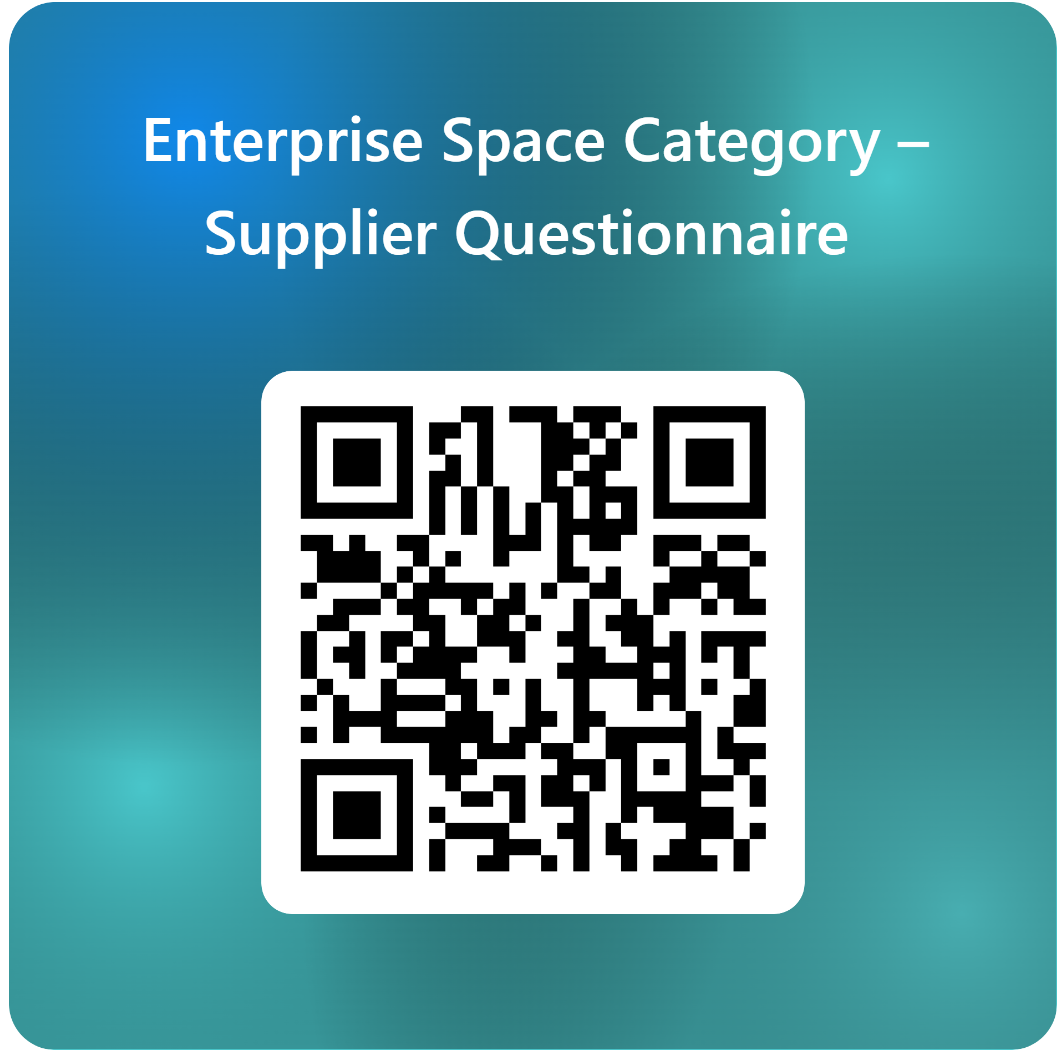 Enterprise Space Category –
Supplier Questionnaire